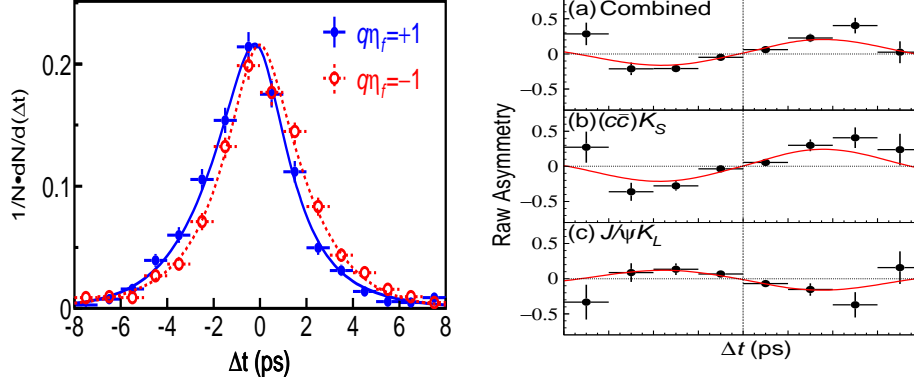 1/N•dN/d(Δt)
0.2
0.1
0
qη_f=+1
qη_f=−1
-8 -6 -4 -2 0 2 4 6 8
Δt (ps)
Raw Asymmetry
(a) Combined
0.5
0
−0.5
(b) (cc̄)K_S
0.5
0
−0.5
(c) J/ψK_L
0.5
0
−0.5
Δt (ps)